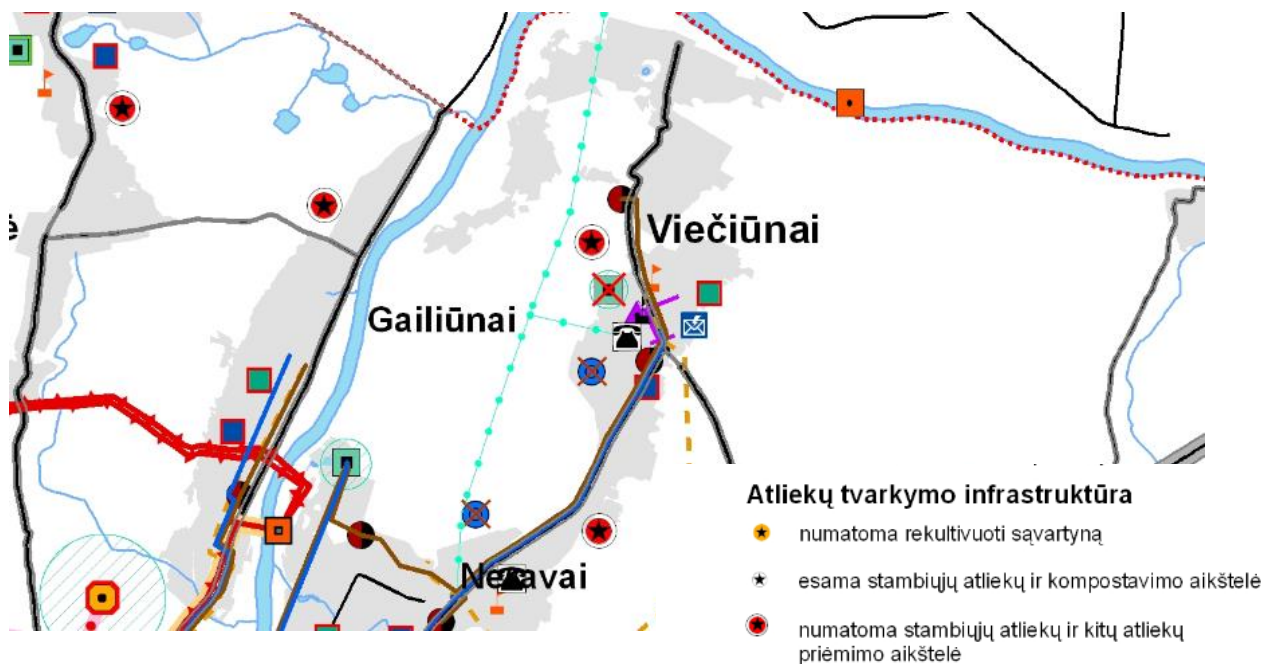 Viečiūnai
Gailiūnai
Neravai
Atliekų tvarkymo infrastruktūra
numatoma rekultivuoti sąvartyną
esama stambiųjų atliekų ir kompostavimo aikštelė
numatoma stambiųjų atliekų ir kitų atliekų
priėmimo aikštelė